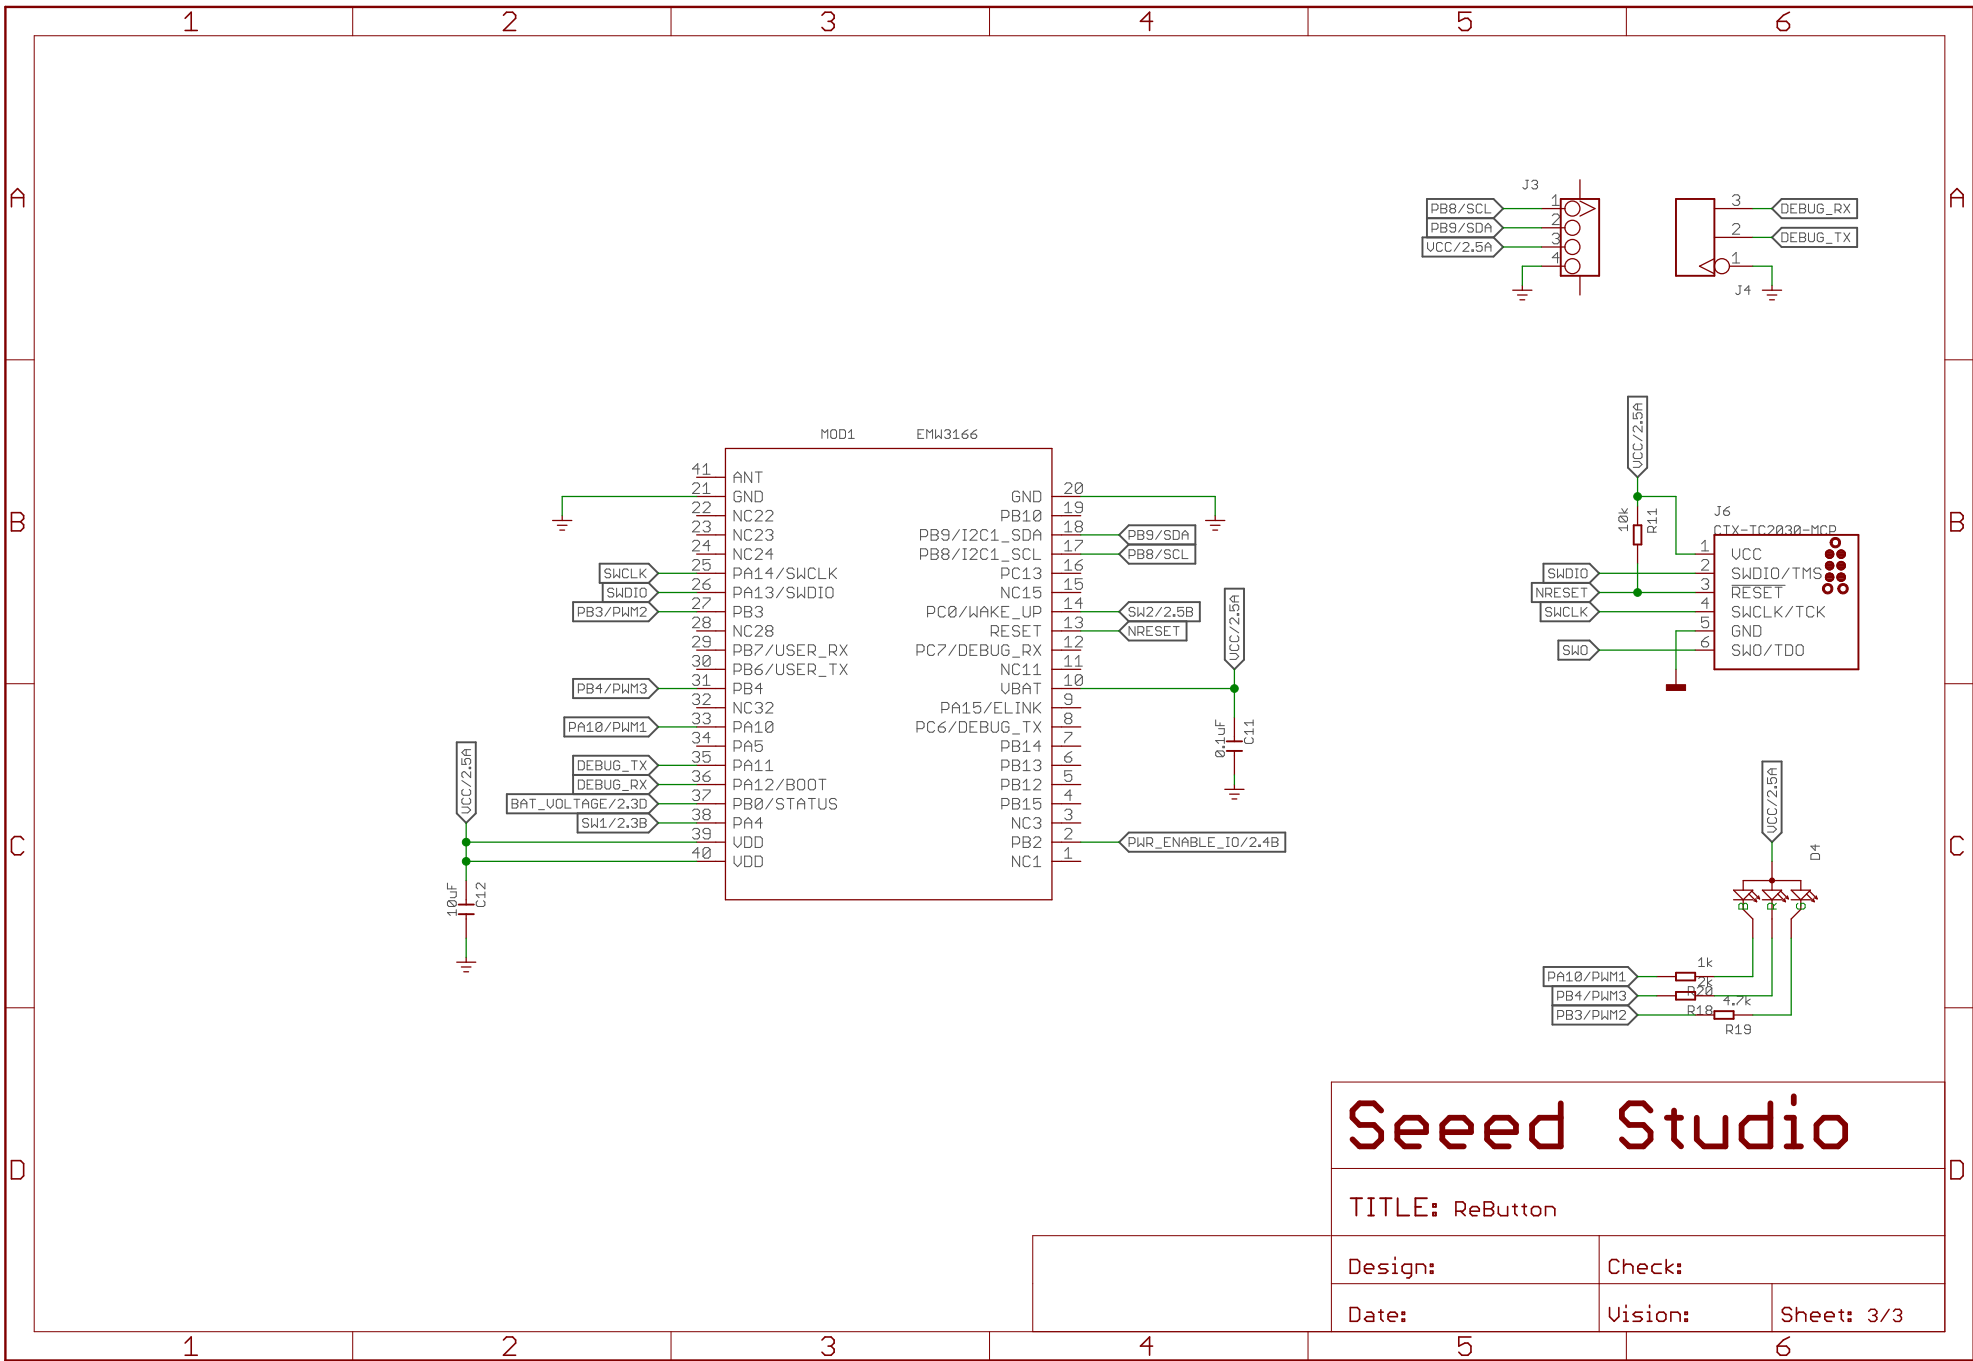 1 2 3 4 5 6
A A
J3
PB8/SCL 1
PB9/SDA 2
VCC/2.5A 3
4
3 DEBUG_RX
2 DEBUG_TX
1
J4
B B
MOD1 EMW3166
41 ANT
21 GND
22 NC22
23 NC23
24 NC24
SWCLK 25 PA14/SWCLK
SWDIO 26 PA13/SWDIO
PB3/PWM2 27 PB3
28 NC28
29 PB7/USER_RX
30 PB6/USER_TX
PB4/PWM3 31 PB4
32 NC32
PA10/PWM1 33 PA10
34 PA5
DEBUG_TX 35 PA11
DEBUG_RX 36 PA12/BOOT
BAT_VOLTAGE/2.3D 37 PB0/STATUS
SW1/2.3B 38 PA4
39 VDD
40 VDD
VCC/2.5A
10uF
C12
GND 20
PB10 19
PB9/I2C1_SDA 18 PB9/SDA
PB8/I2C1_SCL 17 PB8/SCL
PC13 16
NC15 15
PC0/WAKE_UP 14 SW2/2.5B
RESET 13 NRESET
PC7/DEBUG_RX 12
NC11 11
VBAT 10
PA15/ELINK 9
PC6/DEBUG_TX 8
PB14 7
PB13 6
PB12 5
PB15 4
NC3 3
PB2 2 PWR_ENABLE_IO/2.4B
NC1 1
VCC/2.5A
0.1uF
C11
VCC/2.5A
10k
R11
J6
CTX-TC2030-MCP
1 VCC
SWDIO 2 SWDIO/TMS
NRESET 3 RESET
SWCLK 4 SWCLK/TCK
5 GND
SWO 6 SWO/TDO
C C
VCC/2.5A
D4
B R G
PA10/PWM1 1k
R20
PB4/PWM3 2k
R18
PB3/PWM2 4.7k
R19
D D
Seeed Studio
TITLE: ReButton
Design: Check:
Date: Vision: Sheet: 3/3
1 2 3 4 5 6